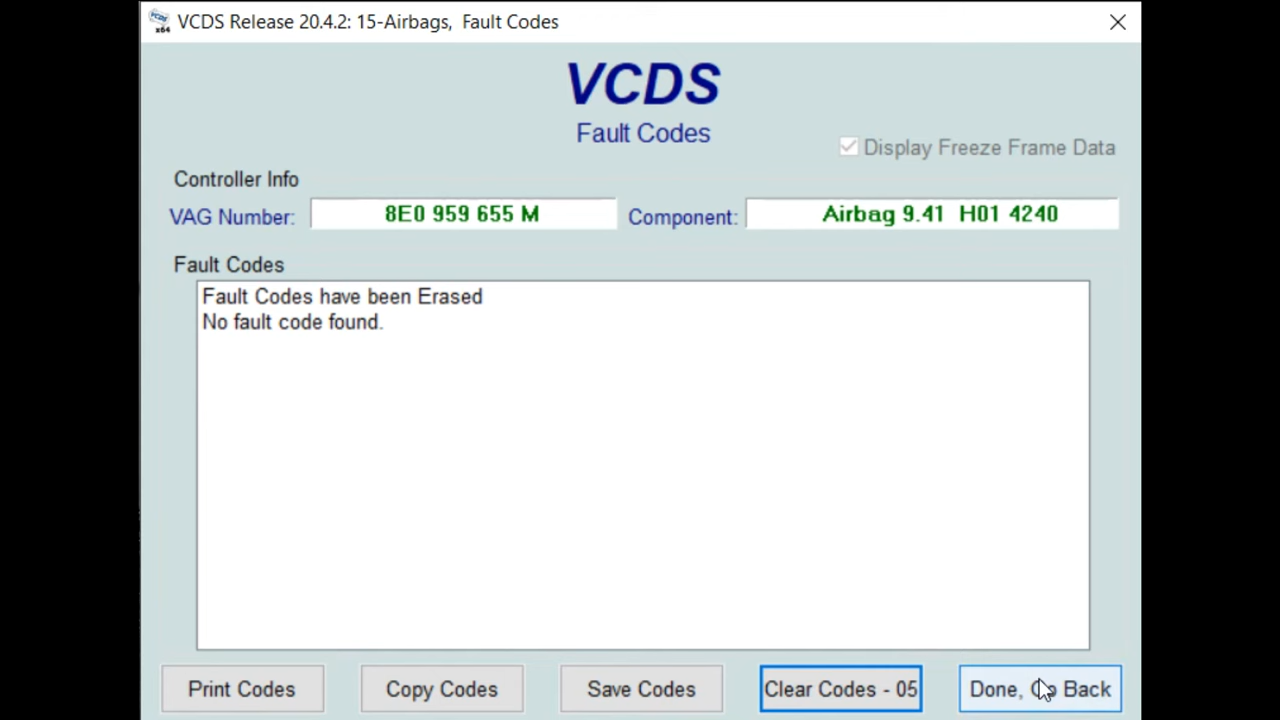 VCDS Release 20.4.2: 15-Airbags,  Fault Codes
VCDS
Fault Codes
Display Freeze Frame Data
Controller Info
VAG Number: 8E0 959 655 M Component: Airbag 9.41  H01 4240
Fault Codes
Fault Codes have been Erased
No fault code found.
Print Codes Copy Codes Save Codes Clear Codes - 05 Done, Go Back